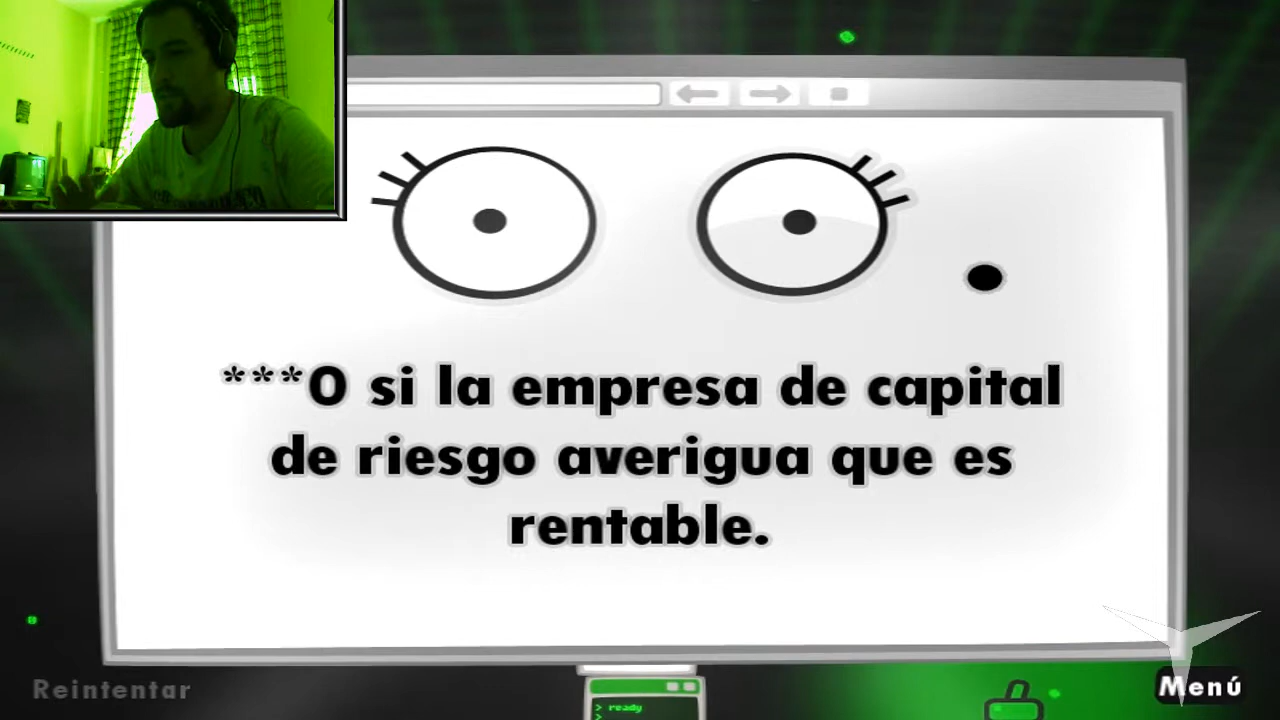 ***O si la empresa de capital
de riesgo averigua que es
rentable.
Reintentar
> ready
>
Menú